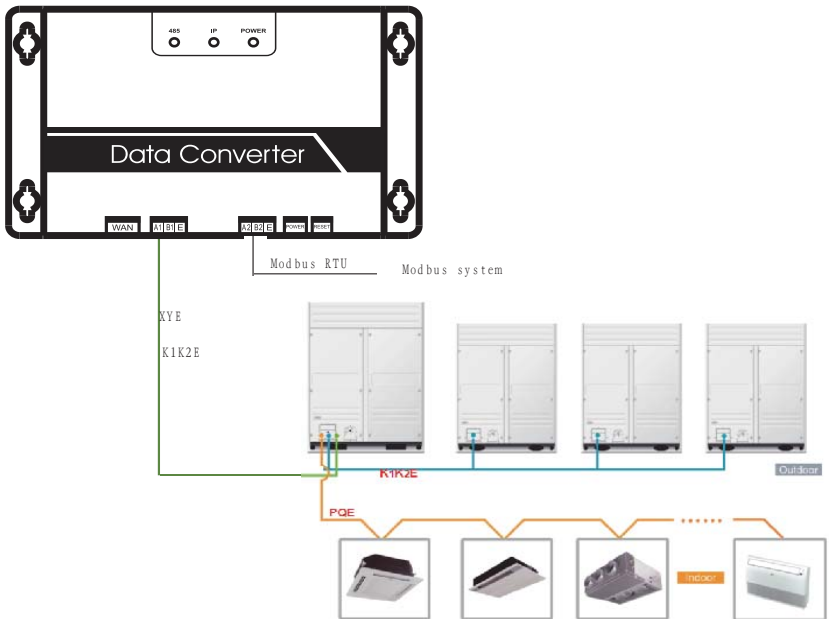 485 IP POWER
Data Converter
WAN A1 B1 E A2 B2 E POWER RESET
Modbus RTU
Modbus system
XYE
K1K2E
K1K2E
Outdoor
PQE
Indoor